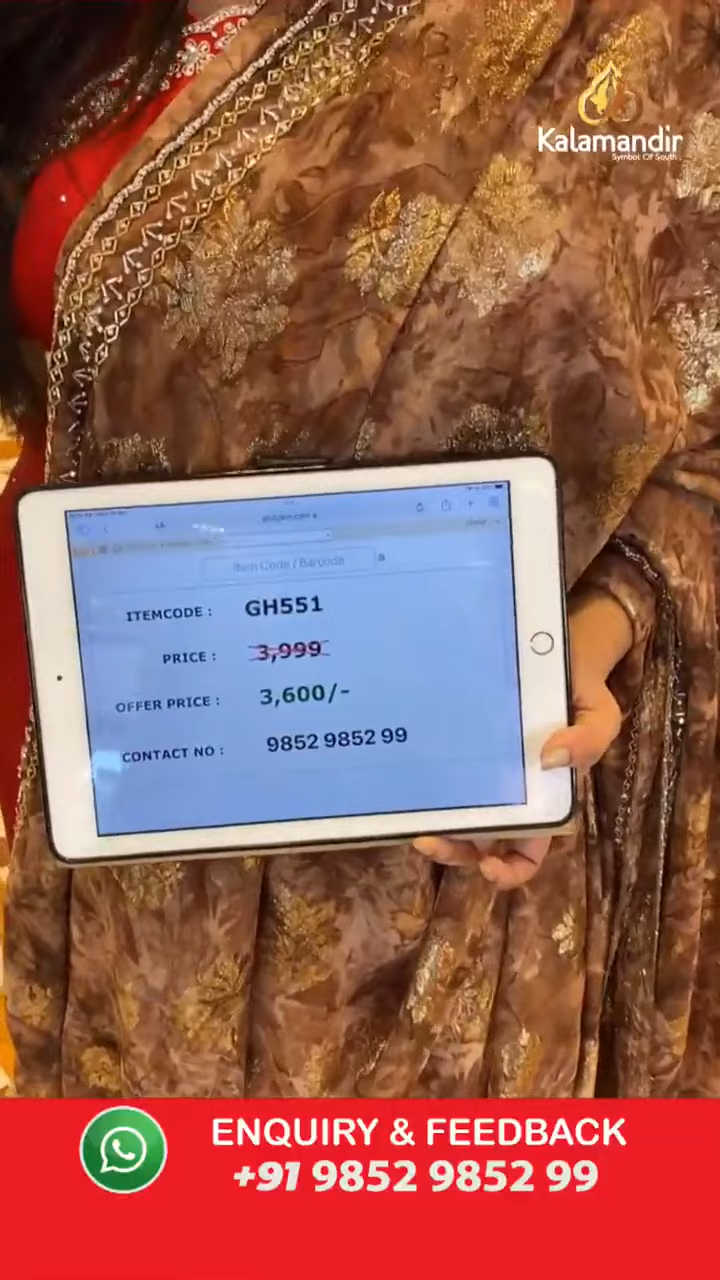 Kalamandir
Symbol Of South
Item Code / Barcode
ITEMCODE : GH551
PRICE : 3,999
OFFER PRICE : 3,600/-
CONTACT NO : 9852 9852 99
ENQUIRY & FEEDBACK
+91 9852 9852 99